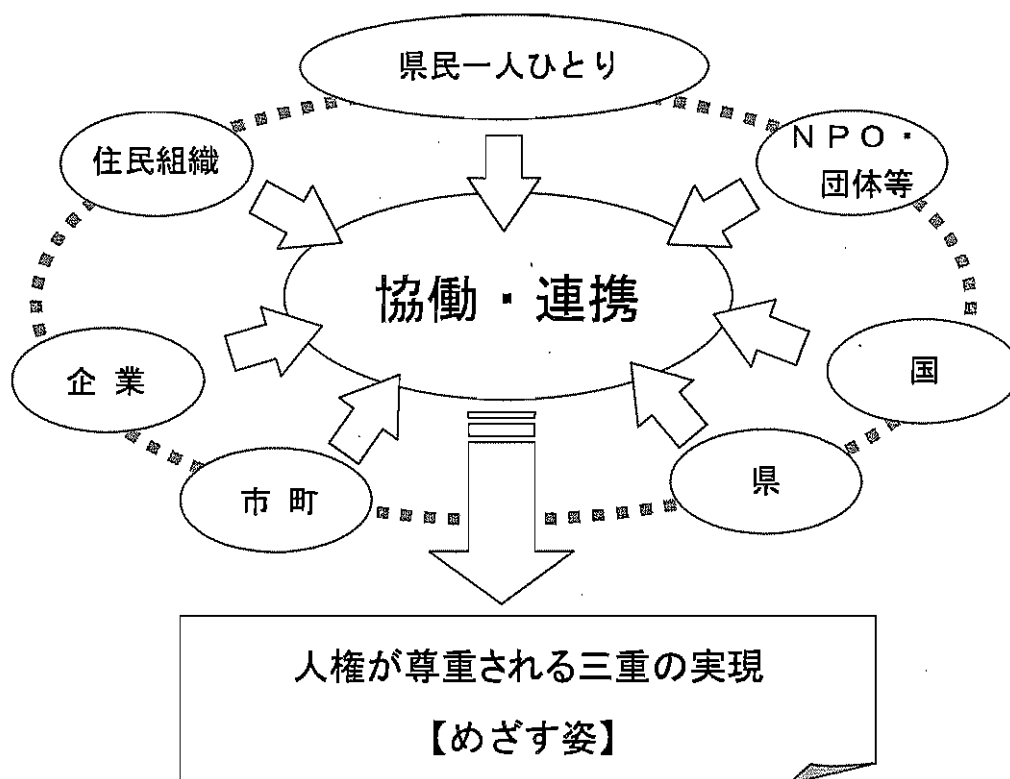 県民一人ひとり
住民組織
NPO・
団体等
協働・連携
企業
国
市町
県
人権が尊重される三重の実現
【めざす姿】